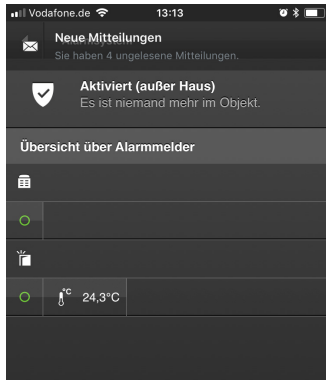 Vodafone.de 13:13
Neue Mitteilungen
Sie haben 4 ungelesene Mitteilungen.
Aktiviert (außer Haus)
Es ist niemand mehr im Objekt.
Übersicht über Alarmmelder
°C 24,3°C